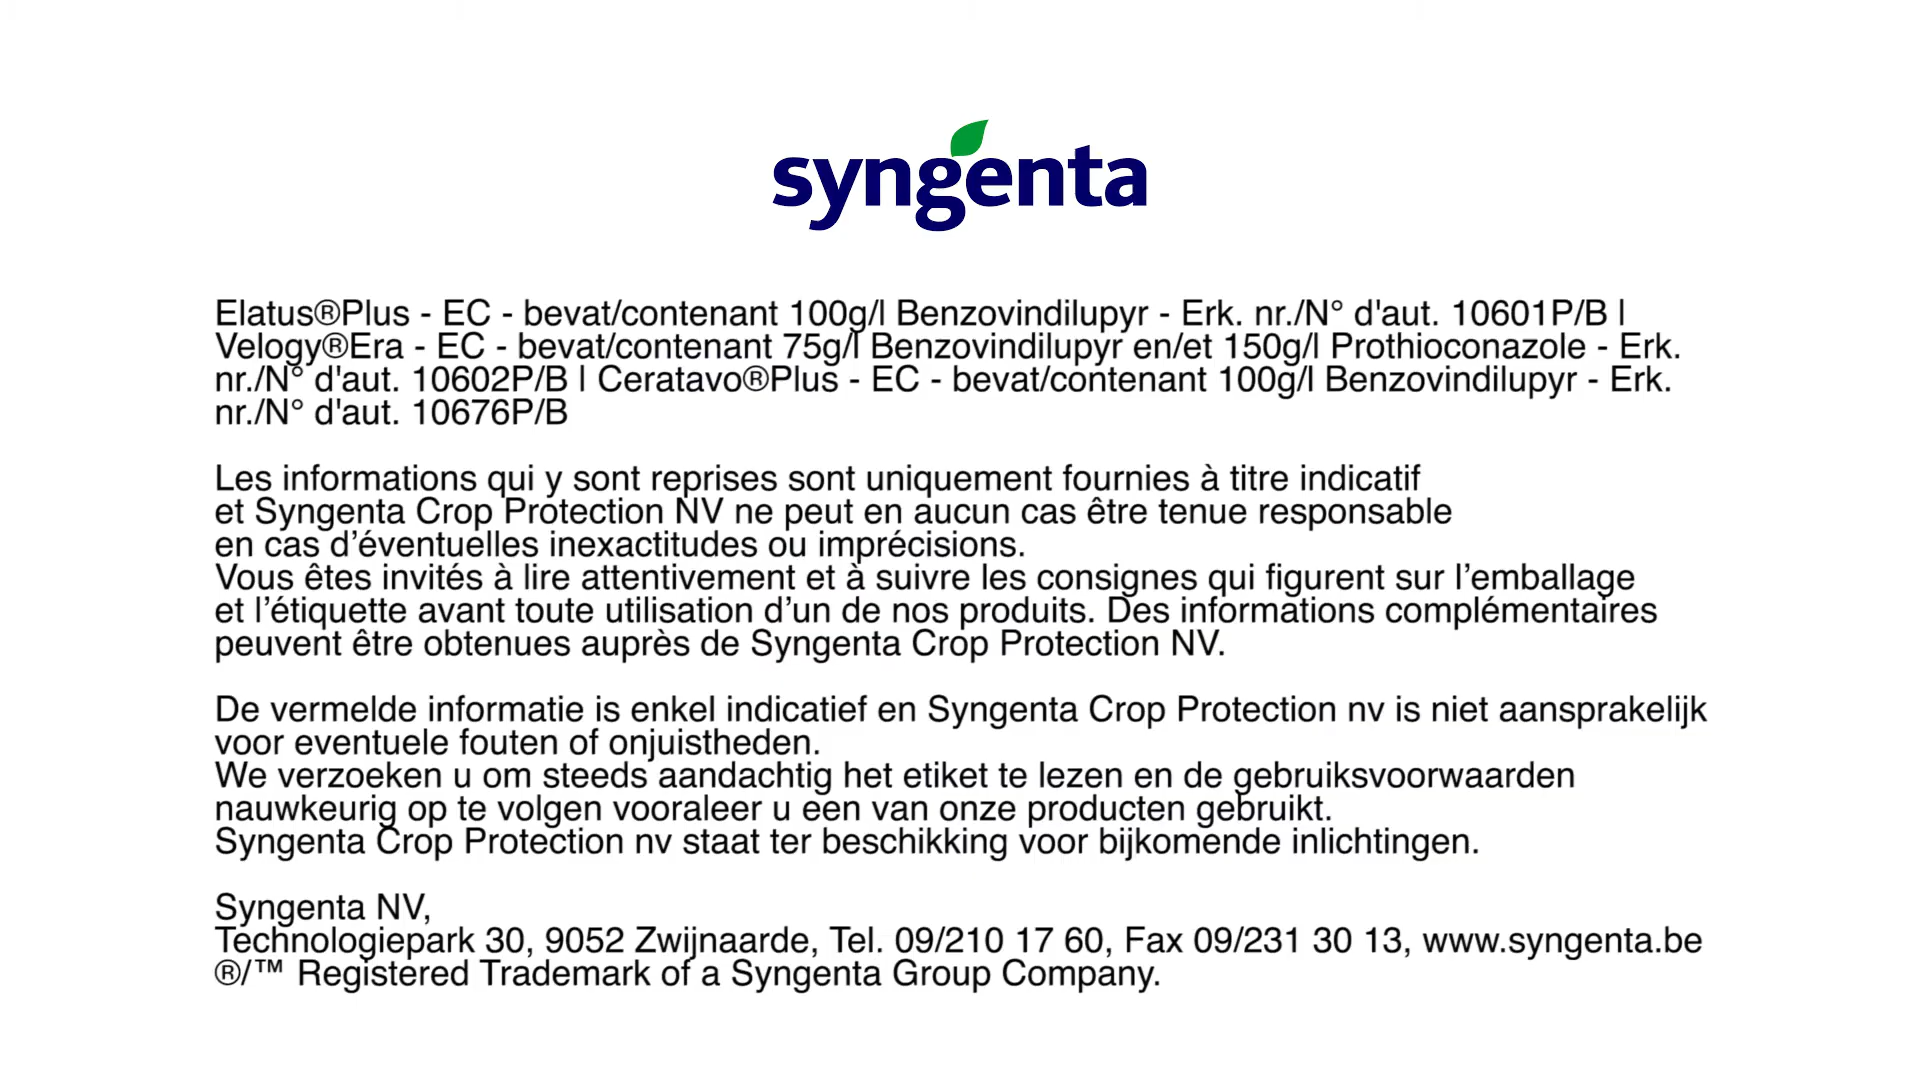 syngenta
Elatus®Plus - EC - bevat/contenant 100g/l Benzovindilupyr - Erk. nr./N° d'aut. 10601P/B |
Velogy®Era - EC - bevat/contenant 75g/l Benzovindilupyr en/et 150g/l Prothioconazole - Erk.
nr./N° d'aut. 10602P/B | Ceratavo®Plus - EC - bevat/contenant 100g/l Benzovindilupyr - Erk.
nr./N° d'aut. 10676P/B
Les informations qui y sont reprises sont uniquement fournies à titre indicatif
et Syngenta Crop Protection NV ne peut en aucun cas être tenue responsable
en cas d’éventuelles inexactitudes ou imprécisions.
Vous êtes invités à lire attentivement et à suivre les consignes qui figurent sur l’emballage
et l’étiquette avant toute utilisation d’un de nos produits. Des informations complémentaires
peuvent être obtenues auprès de Syngenta Crop Protection NV.
De vermelde informatie is enkel indicatief en Syngenta Crop Protection nv is niet aansprakelijk
voor eventuele fouten of onjuistheden.
We verzoeken u om steeds aandachtig het etiket te lezen en de gebruiksvoorwaarden
nauwkeurig op te volgen vooraleer u een van onze producten gebruikt.
Syngenta Crop Protection nv staat ter beschikking voor bijkomende inlichtingen.
Syngenta NV,
Technologiepark 30, 9052 Zwijnaarde, Tel. 09/210 17 60, Fax 09/231 30 13, www.syngenta.be
®/™ Registered Trademark of a Syngenta Group Company.